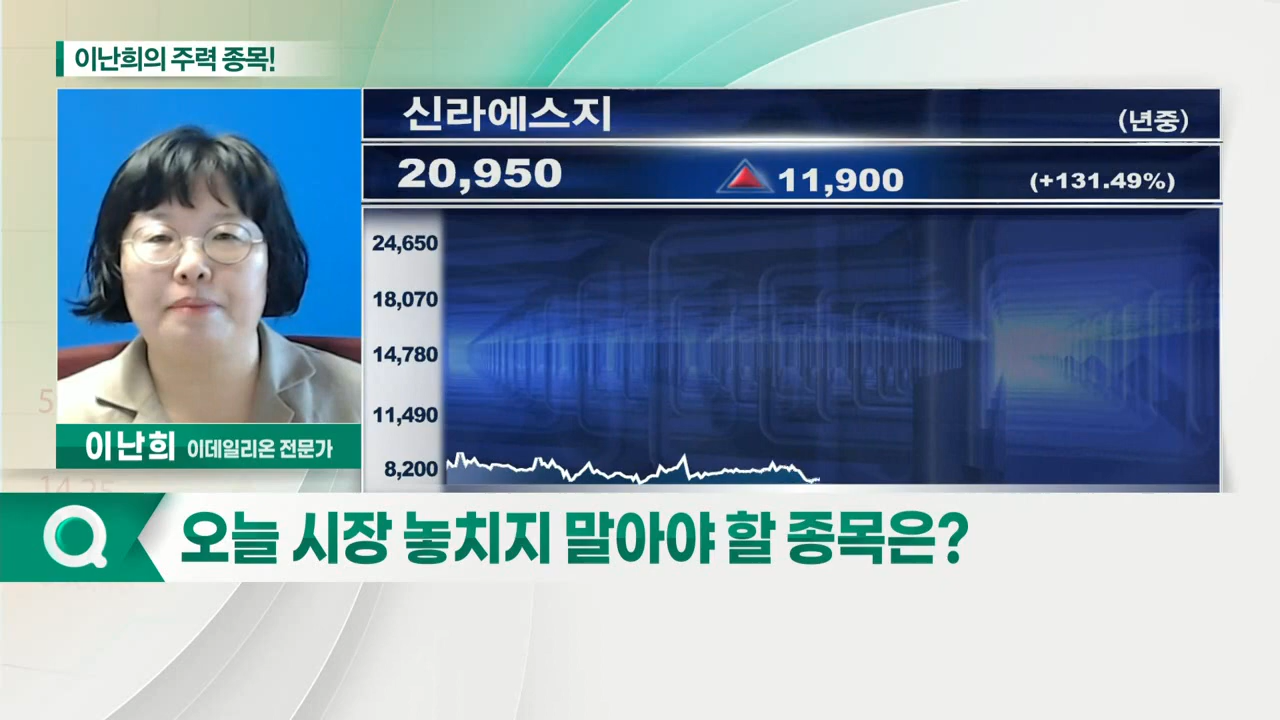 이난희의 주력 종목!
신라에스지 (년중)
20,950 ▲ 11,900 (+131.49%)
24,650
18,070
14,780
11,490
8,200
이난희 이데일리온 전문가
오늘 시장 놓치지 말아야 할 종목은?